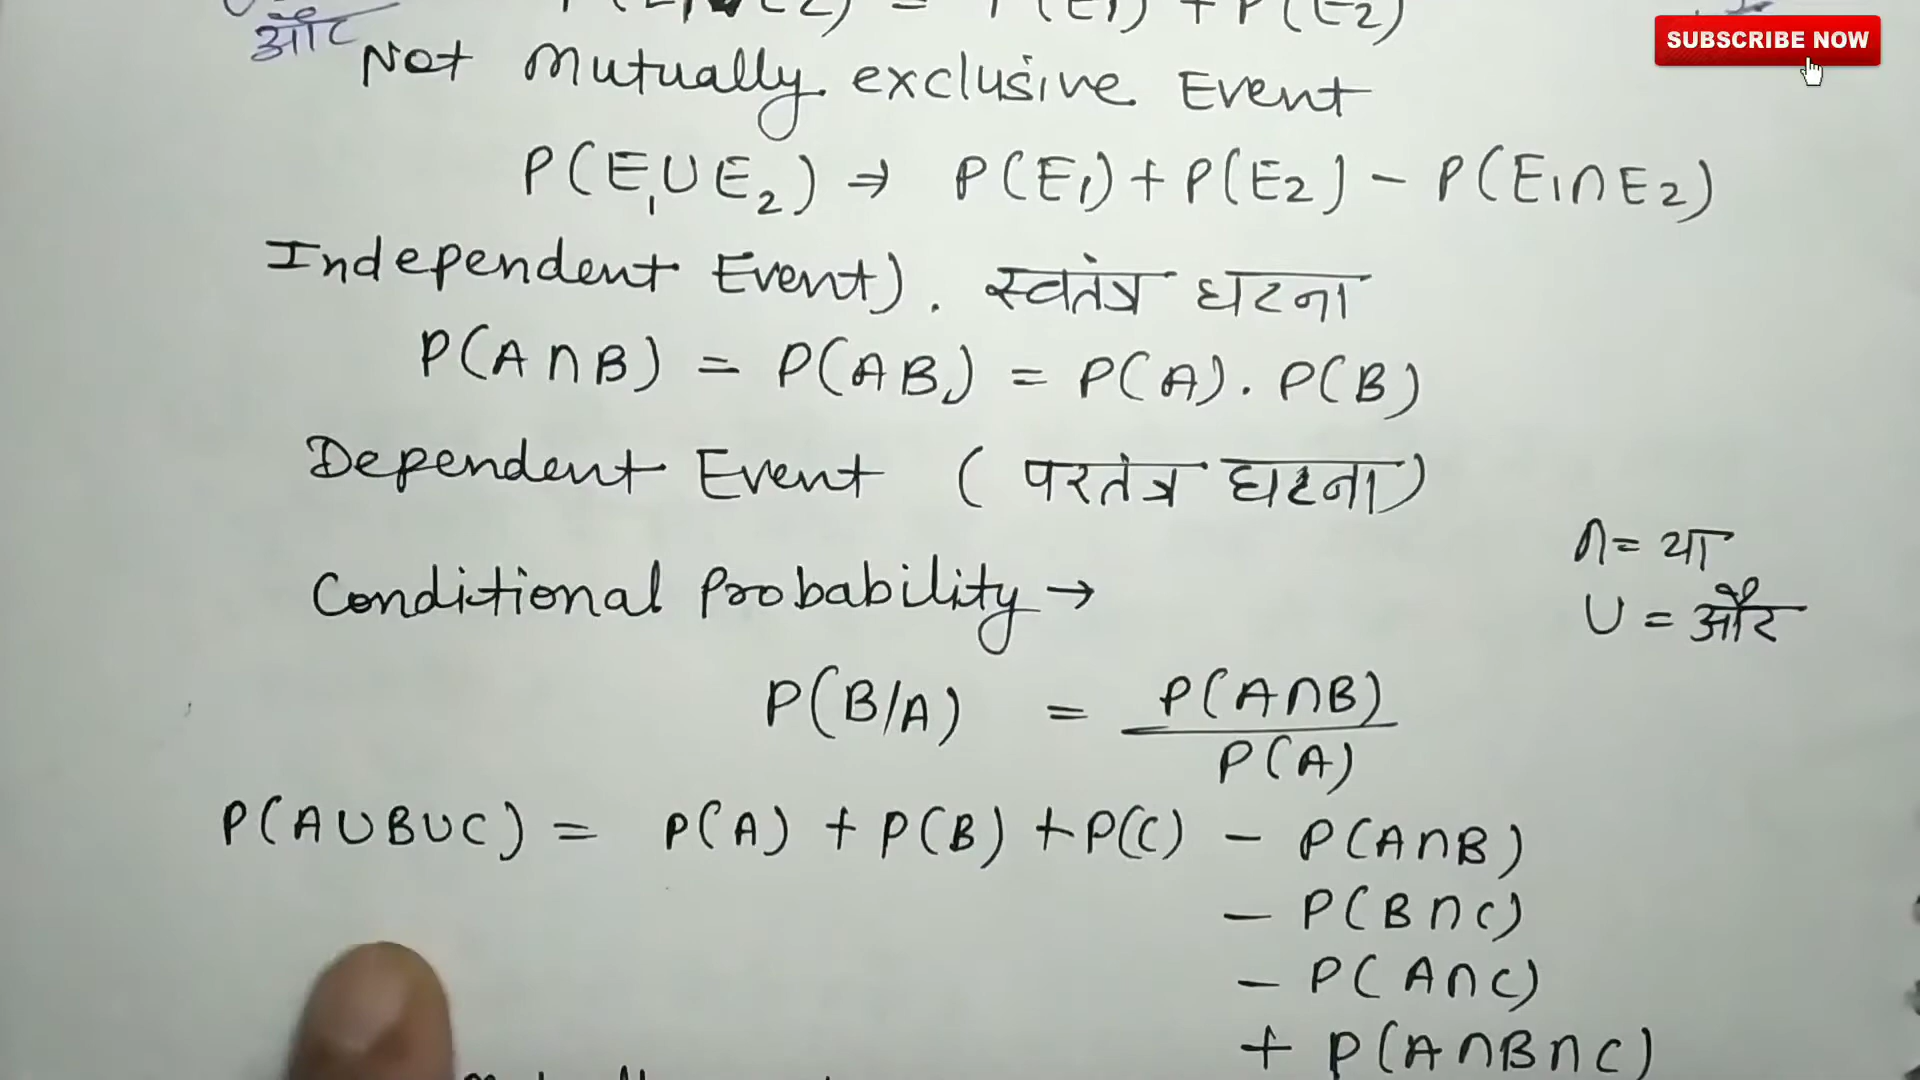 SUBSCRIBE NOW
और
Not Mutually exclusive Event
P(E₁∪E₂) ⇒ P(E₁) + P(E₂) - P(E₁∩E₂)
Independent Event). स्वतंत्र घटना
P(A∩B) = P(AB) = P(A). P(B)
Dependent Event (परतंत्र घटना)
∩ = या
∪ = और
Conditional Probability →
P(B/A) = P(A∩B)
P(A)
P(A∪B∪C) = P(A) + P(B) + P(C) - P(A∩B)
- P(B∩C)
- P(A∩C)
+ P(A∩B∩C)